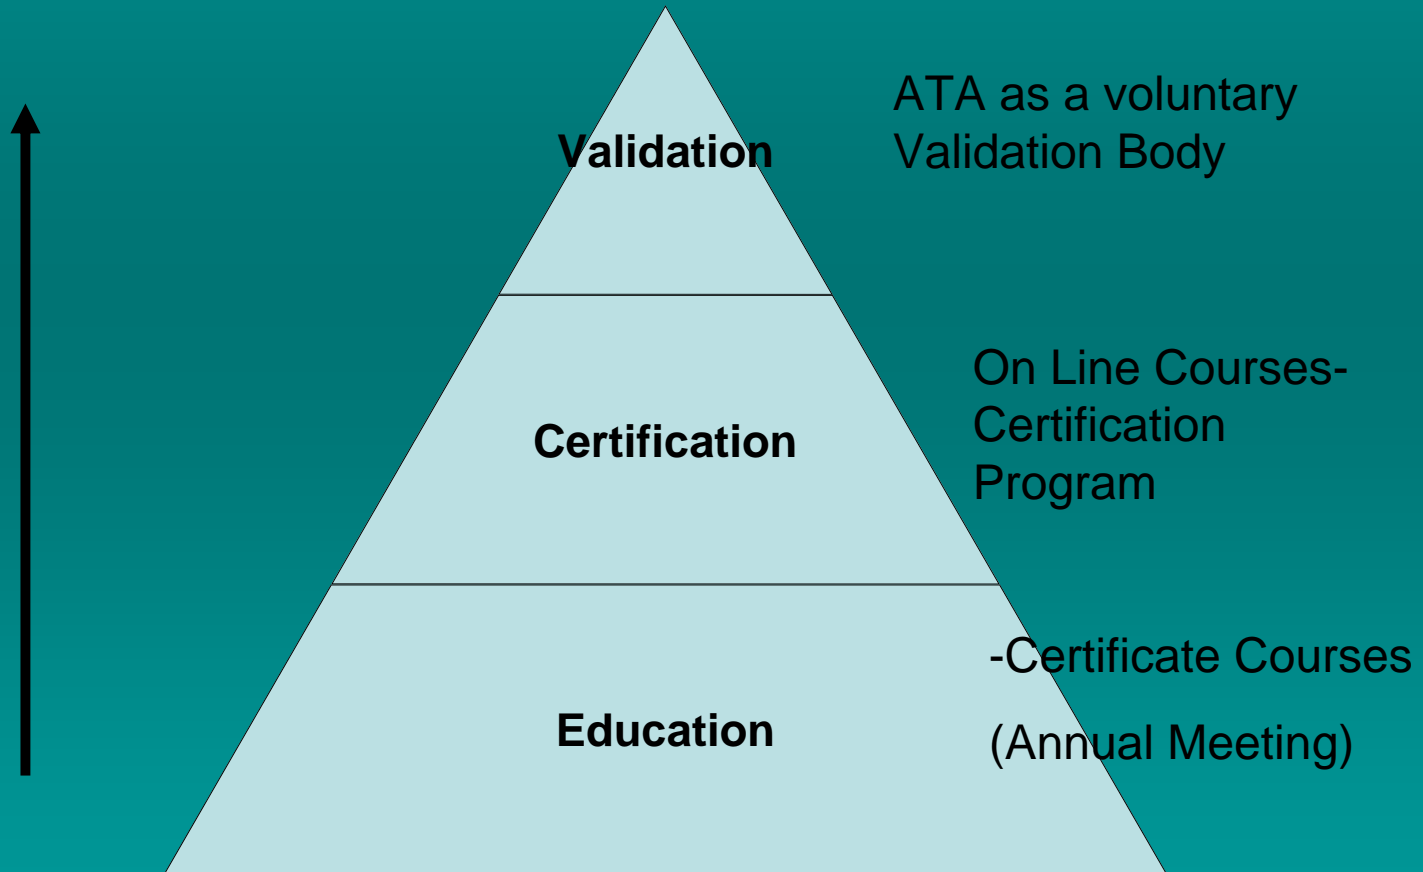 Validation
ATA as a voluntary
Validation Body
Certification
On Line Courses-
Certification
Program
Education
-Certificate Courses
(Annual Meeting)